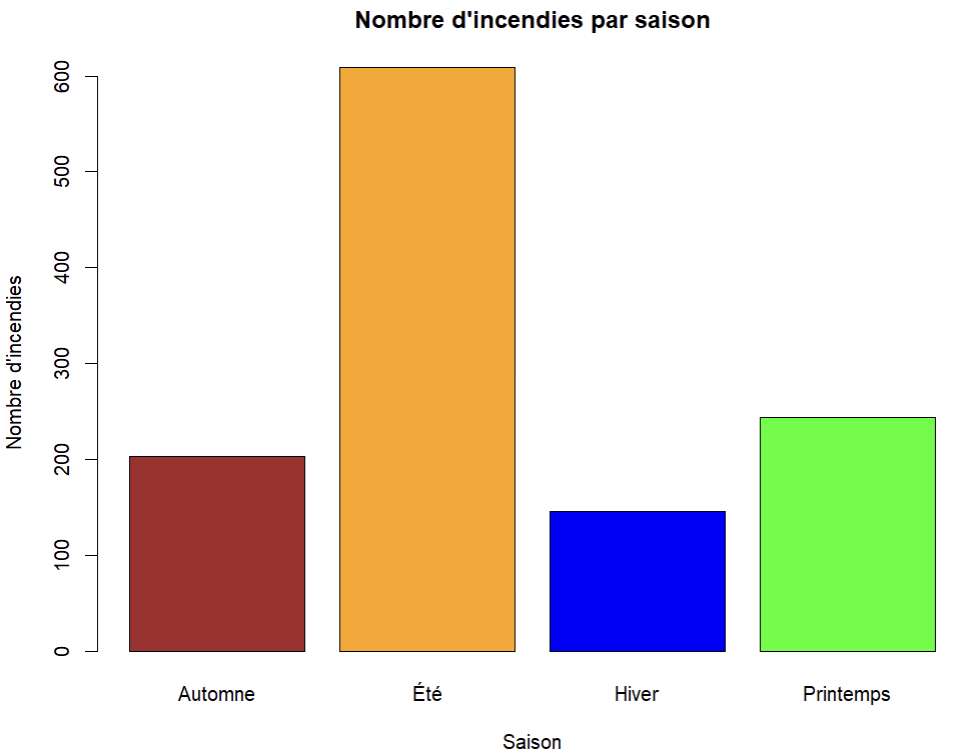 Nombre d'incendies par saison
Nombre d'incendies
600
500
400
300
200
100
0
Automne
Été
Hiver
Printemps
Saison